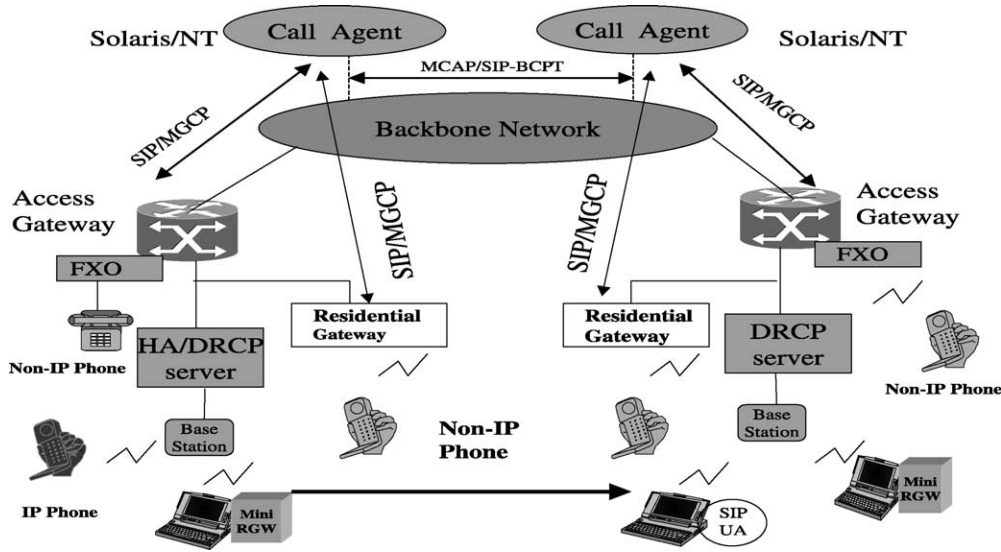 Solaris/NT
Call Agent
Call Agent
Solaris/NT
MCAP/SIP-BCPT
SIP/MGCP
SIP/MGCP
Backbone Network
SIP/MGCP
SIP/MGCP
Access
Gateway
Access
Gateway
FXO
FXO
Residential
Gateway
Residential
Gateway
HA/DRCP
server
DRCP
server
Non-IP Phone
Non-IP Phone
Base
Station
Base
Station
Non-IP
Phone
IP Phone
Mini
RGW
SIP
UA
Mini
RGW